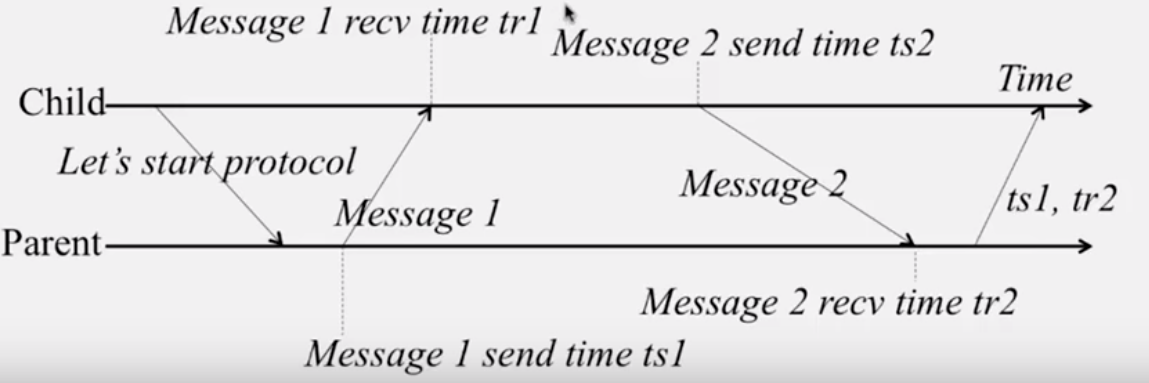 Message 1 recv time tr1
Message 2 send time ts2
Time
Child
Let's start protocol
Message 1
Message 2
ts1, tr2
Parent
Message 2 recv time tr2
Message 1 send time ts1